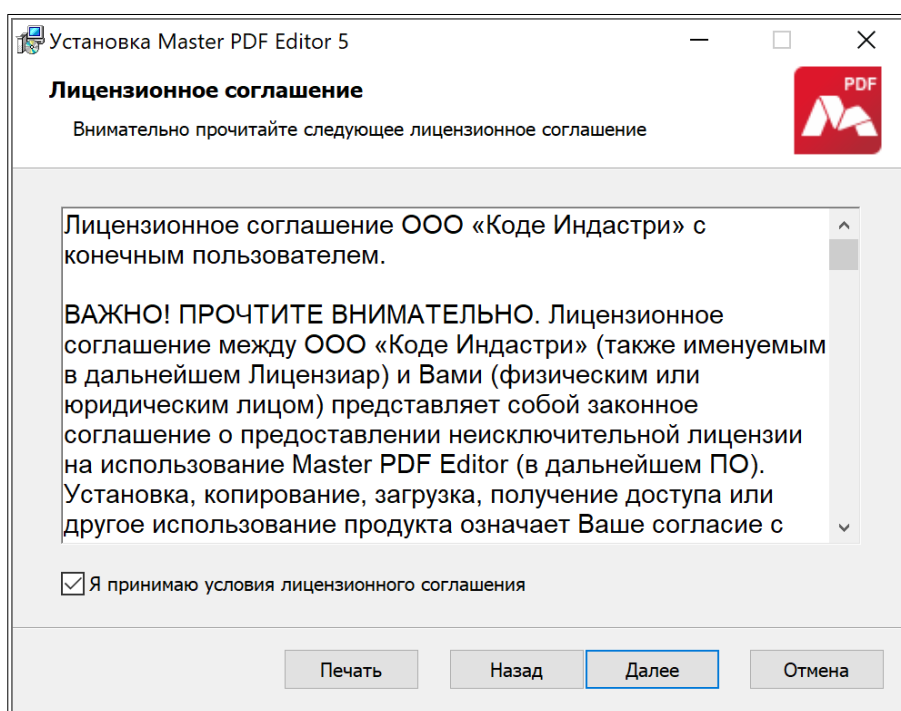 Установка Master PDF Editor 5
Лицензионное соглашение
Внимательно прочитайте следующее лицензионное соглашение
PDF
Лицензионное соглашение ООО «Коде Индастри» с
конечным пользователем.
ВАЖНО! ПРОЧТИТЕ ВНИМАТЕЛЬНО. Лицензионное
соглашение между ООО «Коде Индастри» (также именуемым
в дальнейшем Лицензиар) и Вами (физическим или
юридическим лицом) представляет собой законное
соглашение о предоставлении неисключительной лицензии
на использование Master PDF Editor (в дальнейшем ПО).
Установка, копирование, загрузка, получение доступа или
другое использование продукта означает Ваше согласие с
Я принимаю условия лицензионного соглашения
Печать Назад Далее Отмена